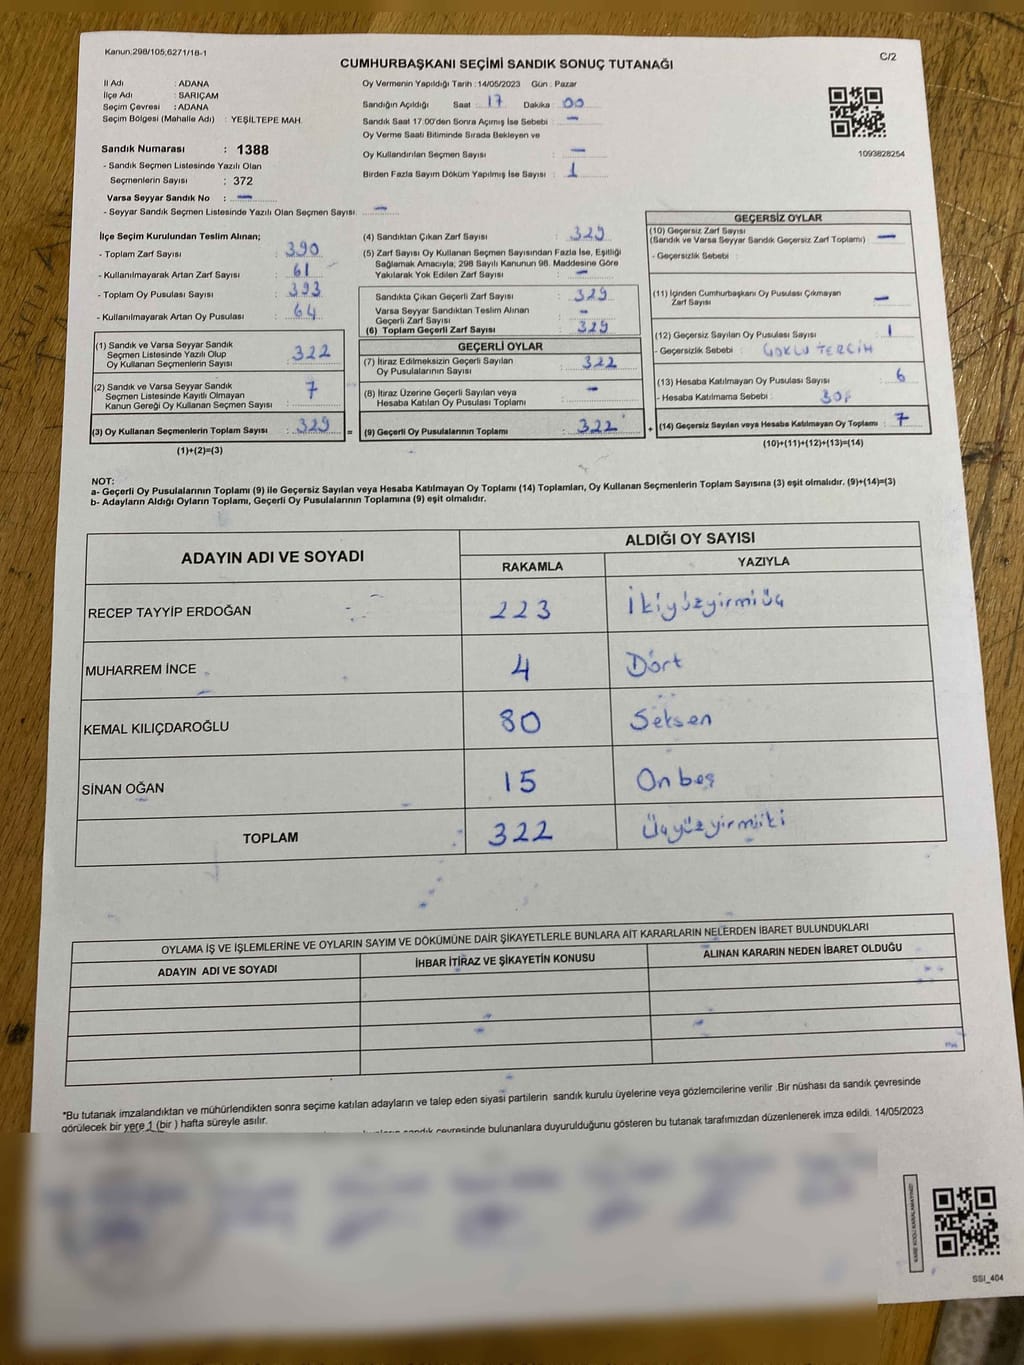 Kanun:298/105;6271/18-1
C/2
CUMHURBAŞKANI SEÇİMİ SANDIK SONUÇ TUTANAĞI
İl Adı : ADANA
İlçe Adı : SARIÇAM
Seçim Çevresi : ADANA
Seçim Bölgesi (Mahalle Adı) : YEŞİLTEPE MAH.
Sandık Numarası : 1388
- Sandık Seçmen Listesinde Yazılı Olan
Seçmenlerin Sayısı : 372
Varsa Seyyar Sandık No : —
- Seyyar Sandık Seçmen Listesinde Yazılı Olan Seçmen Sayısı —
Oy Vermenin Yapıldığı Tarih : 14/05/2023 Gün : Pazar
Sandığın Açıldığı Saat : 17 Dakika : 00
Sandık Saat 17:00'den Sonra Açımış İse Sebebi : —
Oy Verme Saati Bitiminde Sırada Bekleyen ve
Oy Kullandırılan Seçmen Sayısı : —
Birden Fazla Sayım Döküm Yapılmış İse Sayısı : 1
1093828254
İlçe Seçim Kurulundan Teslim Alınan;
- Toplam Zarf Sayısı : 390
- Kullanılmayarak Artan Zarf Sayısı : 61
- Toplam Oy Pusulası Sayısı : 393
- Kullanılmayarak Artan Oy Pusulası : 64
(1) Sandık ve Varsa Seyyar Sandık
Seçmen Listesinde Yazılı Olup
Oy Kullanan Seçmenlerin Sayısı : 322
(2) Sandık ve Varsa Seyyar Sandık
Seçmen Listesinde Kayıtlı Olmayan
Kanun Gereği Oy Kullanan Seçmen Sayısı : 7
(3) Oy Kullanan Seçmenlerin Toplam Sayısı : 329 =
(1)+(2)=(3)
(4) Sandıktan Çıkan Zarf Sayısı : 329
(5) Zarf Sayısı Oy Kullanan Seçmen Sayısından Fazla İse, Eşitliği
Sağlamak Amacıyla; 298 Sayılı Kanunun 98. Maddesine Göre
Yakılarak Yok Edilen Zarf Sayısı : —
Sandıkta Çıkan Geçerli Zarf Sayısı : 329
Varsa Seyyar Sandıktan Teslim Alınan
Geçerli Zarf Sayısı : —
(6) Toplam Geçerli Zarf Sayısı : 329
GEÇERLİ OYLAR
(7) İtiraz Edilmeksizin Geçerli Sayılan
Oy Pusulalarının Sayısı : 322
(8) İtiraz Üzerine Geçerli Sayılan veya
Hesaba Katılan Oy Pusulası Toplamı : —
(9) Geçerli Oy Pusulalarının Toplamı : 322 +
GEÇERSİZ OYLAR
(10) Geçersiz Zarf Sayısı
(Sandık ve Varsa Seyyar Sandık Geçersiz Zarf Toplamı) : —
- Geçersizlik Sebebi :
(11) İçinden Cumhurbaşkanı Oy Pusulası Çıkmayan
Zarf Sayısı : —
(12) Geçersiz Sayılan Oy Pusulası Sayısı : 1
- Geçersizlik Sebebi : ÇOKLU TERCİH
(13) Hesaba Katılmayan Oy Pusulası Sayısı : 6
- Hesaba Katılmama Sebebi : BOŞ
(14) Geçersiz Sayılan veya Hesaba Katılmayan Oy Toplamı : 7
(10)+(11)+(12)+(13)=(14)
NOT:
a- Geçerli Oy Pusulalarının Toplamı (9) ile Geçersiz Sayılan veya Hesaba Katılmayan Oy Toplamı (14) Toplamları, Oy Kullanan Seçmenlerin Toplam Sayısına (3) eşit olmalıdır. (9)+(14)=(3)
b- Adayların Aldığı Oyların Toplamı, Geçerli Oy Pusulalarının Toplamına (9) eşit olmalıdır.
ADAYIN ADI VE SOYADI
ALDIĞI OY SAYISI
RAKAMLA YAZIYLA
RECEP TAYYİP ERDOĞAN 223 İkiyüzyirmiüç
MUHARREM İNCE 4 Dört
KEMAL KILIÇDAROĞLU 80 Seksen
SİNAN OĞAN 15 Onbeş
TOPLAM 322 Üçyüzyirmiiki
OYLAMA İŞ VE İŞLEMLERİNE VE OYLARIN SAYIM VE DÖKÜMÜNE DAİR ŞİKAYETLERLE BUNLARA AİT KARARLARIN NELERDEN İBARET BULUNDUKLARI
ADAYIN ADI VE SOYADI İHBAR İTİRAZ VE ŞİKAYETİN KONUSU ALINAN KARARIN NEDEN İBARET OLDUĞU
*Bu tutanak imzalandıktan ve mühürlendikten sonra seçime katılan adayların ve talep eden siyasi partilerin sandık kurulu üyelerine veya gözlemcilerine verilir .Bir nüshası da sandık çevresinde
görülecek bir yere 1 (bir ) hafta süreyle asılır.
sandık çevresinde bulunanlara duyurulduğunu gösteren bu tutanak tarafımızdan düzenlenerek imza edildi. 14/05/2023
SSI_404